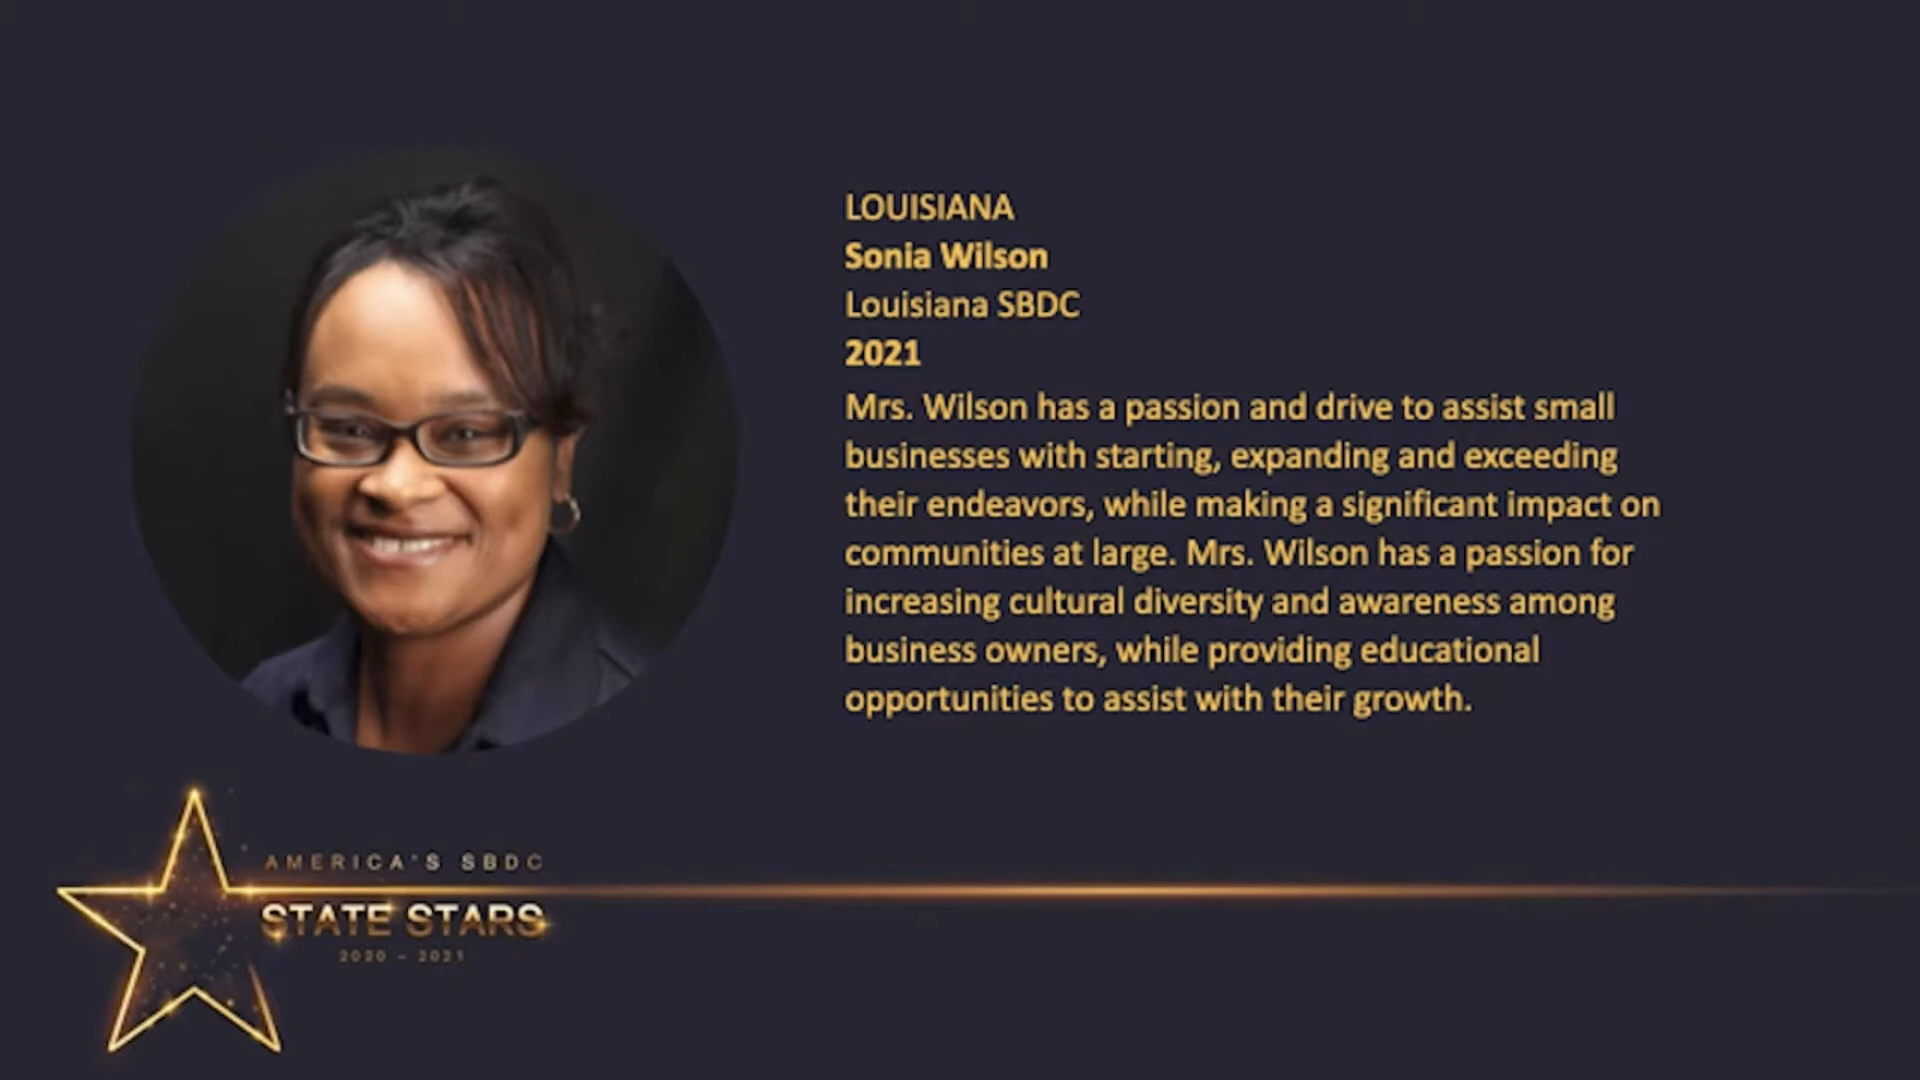 LOUISIANA
Sonia Wilson
Louisiana SBDC
2021
Mrs. Wilson has a passion and drive to assist small
businesses with starting, expanding and exceeding
their endeavors, while making a significant impact on
communities at large. Mrs. Wilson has a passion for
increasing cultural diversity and awareness among
business owners, while providing educational
opportunities to assist with their growth.
AMERICA'S SBDC
STATE STARS
2020 – 2021